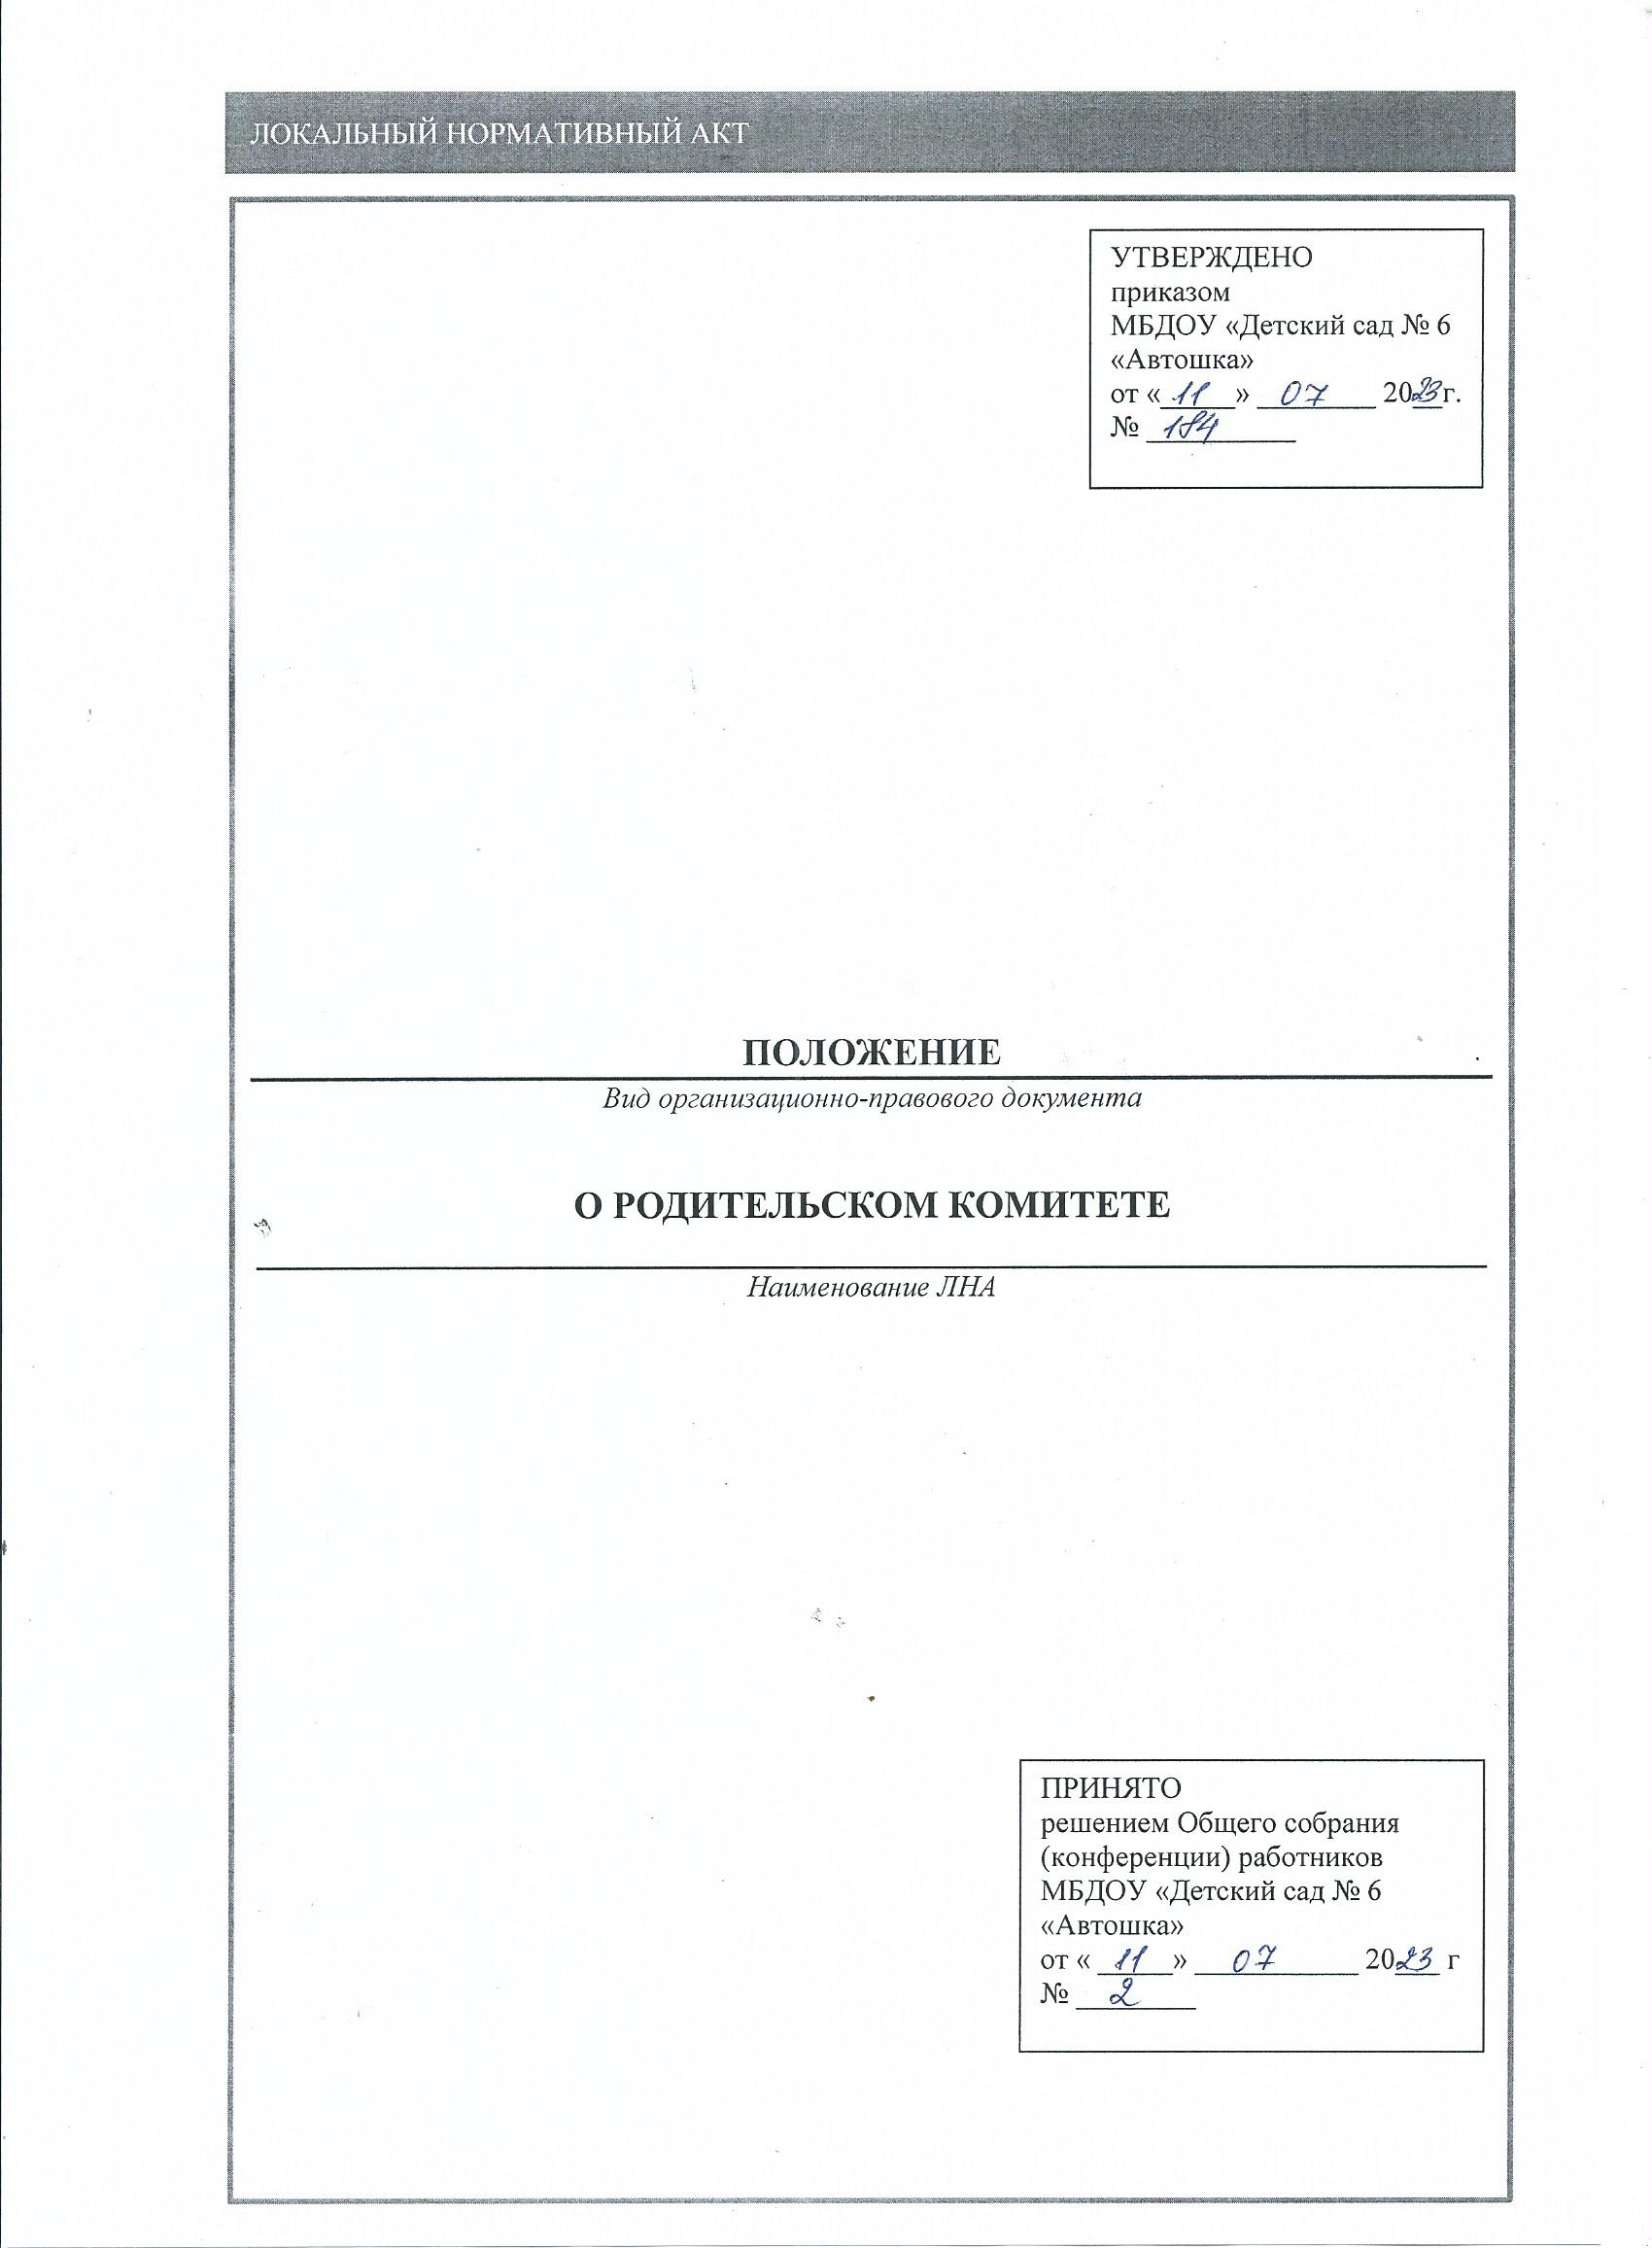 ЛОКАЛЬНЫЙ НОРМАТИВНЫЙ АКТ
УТВЕРЖДЕНО
приказом
МБДОУ «Детский сад № 6
«Автошка»
от « 11 » 07 2023г.
№ 184
ПОЛОЖЕНИЕ
Вид организационно-правового документа
О РОДИТЕЛЬСКОМ КОМИТЕТЕ
Наименование ЛНА
ПРИНЯТО
решением Общего собрания
(конференции) работников
МБДОУ «Детский сад № 6
«Автошка»
от « 11 » 07 2023 г
№ 2